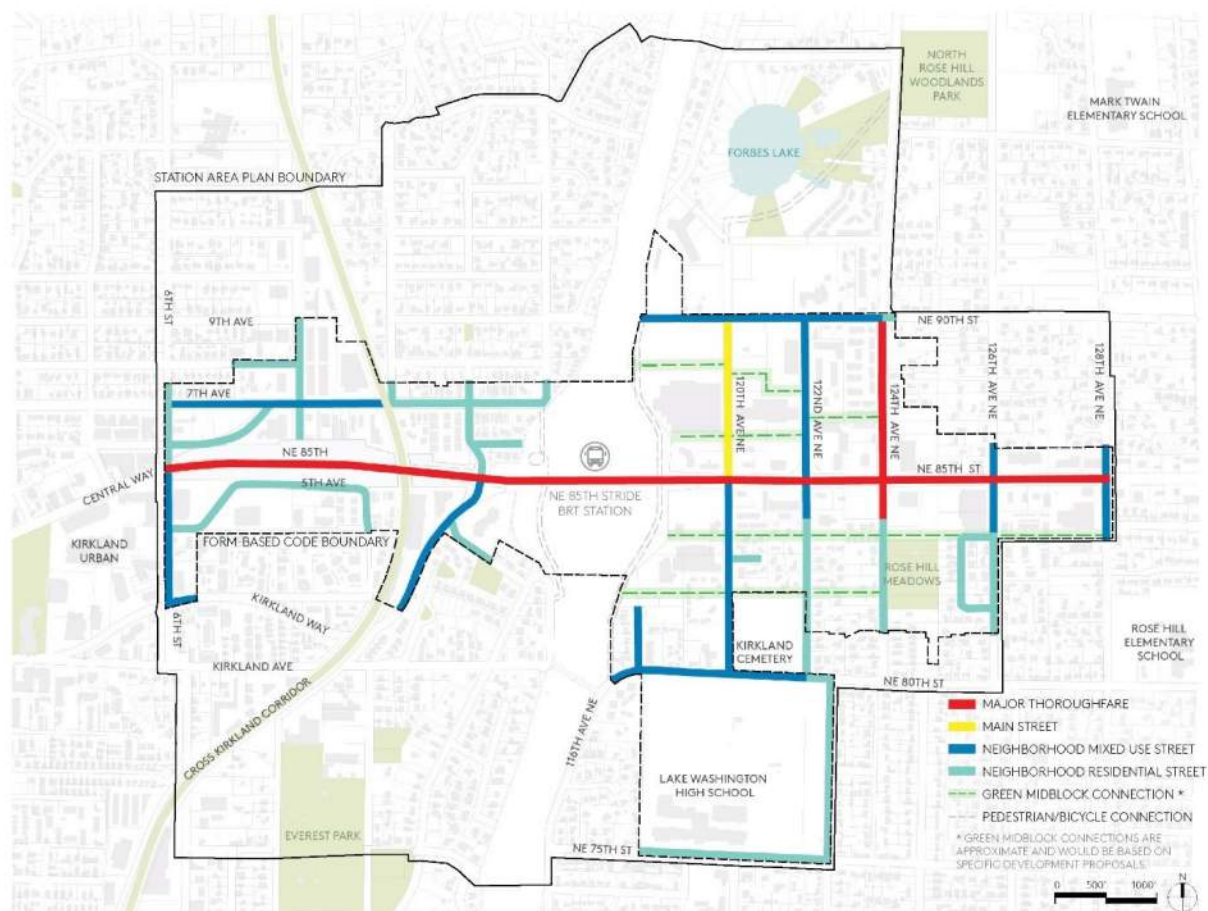 NORTH
ROSE HILL
WOODLANDS
PARK
MARK TWAIN
ELEMENTARY SCHOOL
FORBES LAKE
STATION AREA PLAN BOUNDARY
6TH ST
9TH AVE
NE 90TH ST
7TH AVE
120TH AVE NE
122ND AVE NE
124TH AVE NE
126TH AVE NE
128TH AVE NE
NE 85TH
NE 85TH ST
CENTRAL WAY
5TH AVE
NE 85TH STRIDE
BRT STATION
KIRKLAND
URBAN
FORM-BASED CODE BOUNDARY
ROSE HILL
MEADOWS
KIRKLAND WAY
6TH ST
KIRKLAND
CEMETERY
ROSE HILL
ELEMENTARY
SCHOOL
KIRKLAND AVE
NE 80TH ST
CROSS KIRKLAND CORRIDOR
116TH AVE NE
LAKE WASHINGTON
HIGH SCHOOL
EVEREST PARK
NE 75TH ST
MAJOR THOROUGHFARE
MAIN STREET
NEIGHBORHOOD MIXED USE STREET
NEIGHBORHOOD RESIDENTIAL STREET
GREEN MIDBLOCK CONNECTION *
PEDESTRIAN/BICYCLE CONNECTION
* GREEN MIDBLOCK CONNECTIONS ARE
APPROXIMATE AND WOULD BE BASED ON
SPECIFIC DEVELOPMENT PROPOSALS.
0 500' 1000'
N